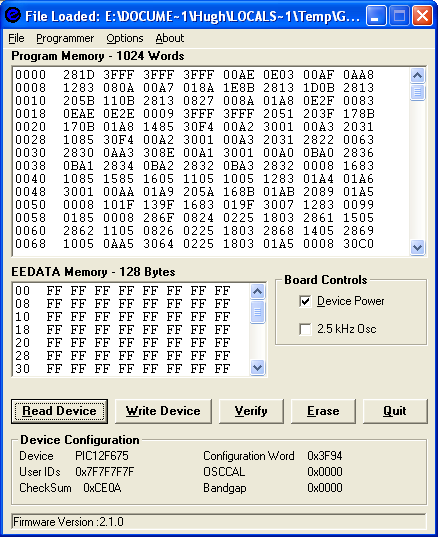 File Loaded: E:\DOCUME~1\Hugh\LOCALS~1\Temp\G...
File Programmer Options About
Program Memory - 1024 Words
0000 281D 3FFF 3FFF 3FFF 00AE 0E03 00AF 0AA8
0008 1283 080A 00A7 018A 1E8B 2813 1D0B 2813
0010 205B 110B 2813 0827 008A 01A8 0E2F 0083
0018 0EAE 0E2E 0009 3FFF 3FFF 2051 203F 178B
0020 170B 01A8 1485 30F4 00A2 3001 00A3 2031
0028 1085 30F4 00A2 3001 00A3 2031 2822 0063
0030 2830 0AA3 308E 00A1 3001 00A0 0BA0 2836
0038 0BA1 2834 0BA2 2832 0BA3 2832 0008 1683
0040 1085 1585 1605 1105 1005 1283 01A4 01A6
0048 3001 00AA 01A9 205A 168B 01AB 2089 01A5
0050 0008 101F 139F 1683 019F 3007 1283 0099
0058 0185 0008 286F 0824 0225 1803 2861 1505
0060 2862 1105 0826 0225 1803 2868 1405 2869
0068 1005 0AA5 3064 0225 1803 01A5 0008 30C0
EEDATA Memory - 128 Bytes
00 FF FF FF FF FF FF FF FF
08 FF FF FF FF FF FF FF FF
10 FF FF FF FF FF FF FF FF
18 FF FF FF FF FF FF FF FF
20 FF FF FF FF FF FF FF FF
28 FF FF FF FF FF FF FF FF
30 FF FF FF FF FF FF FF FF
Board Controls
Device Power
2.5 kHz Osc
Read Device Write Device Verify Erase Quit
Device Configuration
Device PIC12F675 Configuration Word 0x3F94
User IDs 0x7F7F7F7F OSCCAL 0x0000
CheckSum 0xCE0A Bandgap 0x0000
Firmware Version :2.1.0